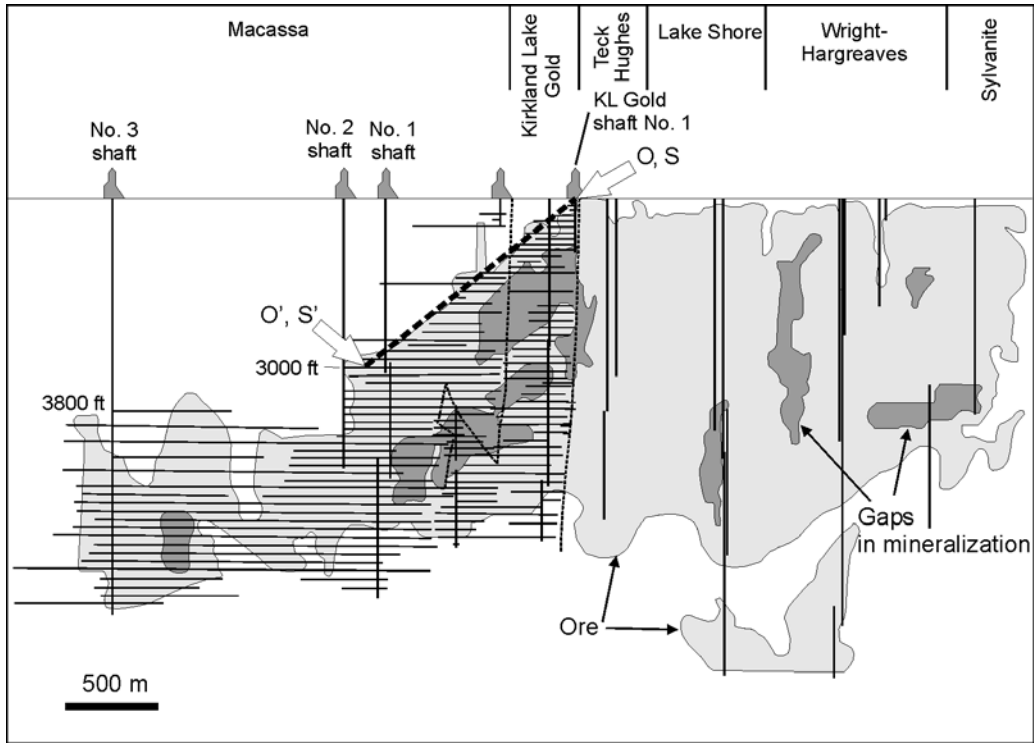 Macassa
Kirkland Lake
Gold
Teck
Hughes
Lake Shore
Wright-
Hargreaves
Sylvanite
No. 3
shaft
No. 2
shaft
No. 1
shaft
KL Gold
shaft No. 1
O, S
O', S'
3000 ft
3800 ft
Gaps
in mineralization
Ore
500 m